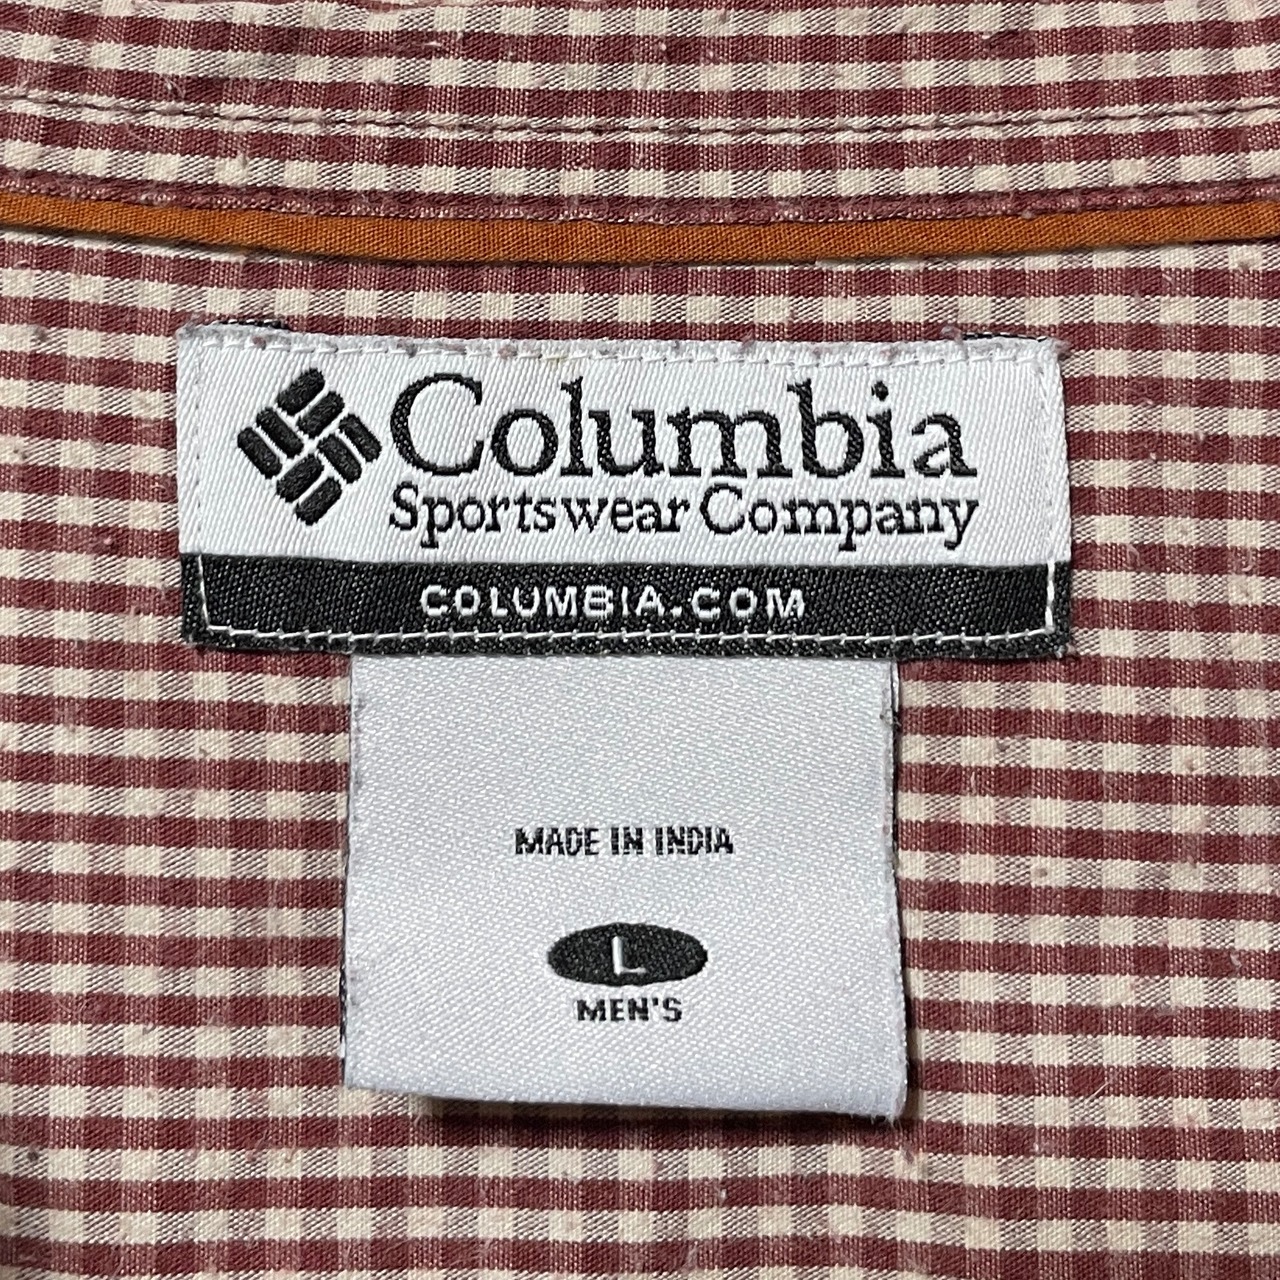 Columbia
Sportswear Company
COLUMBIA.COM
MADE IN INDIA
L
MEN'S